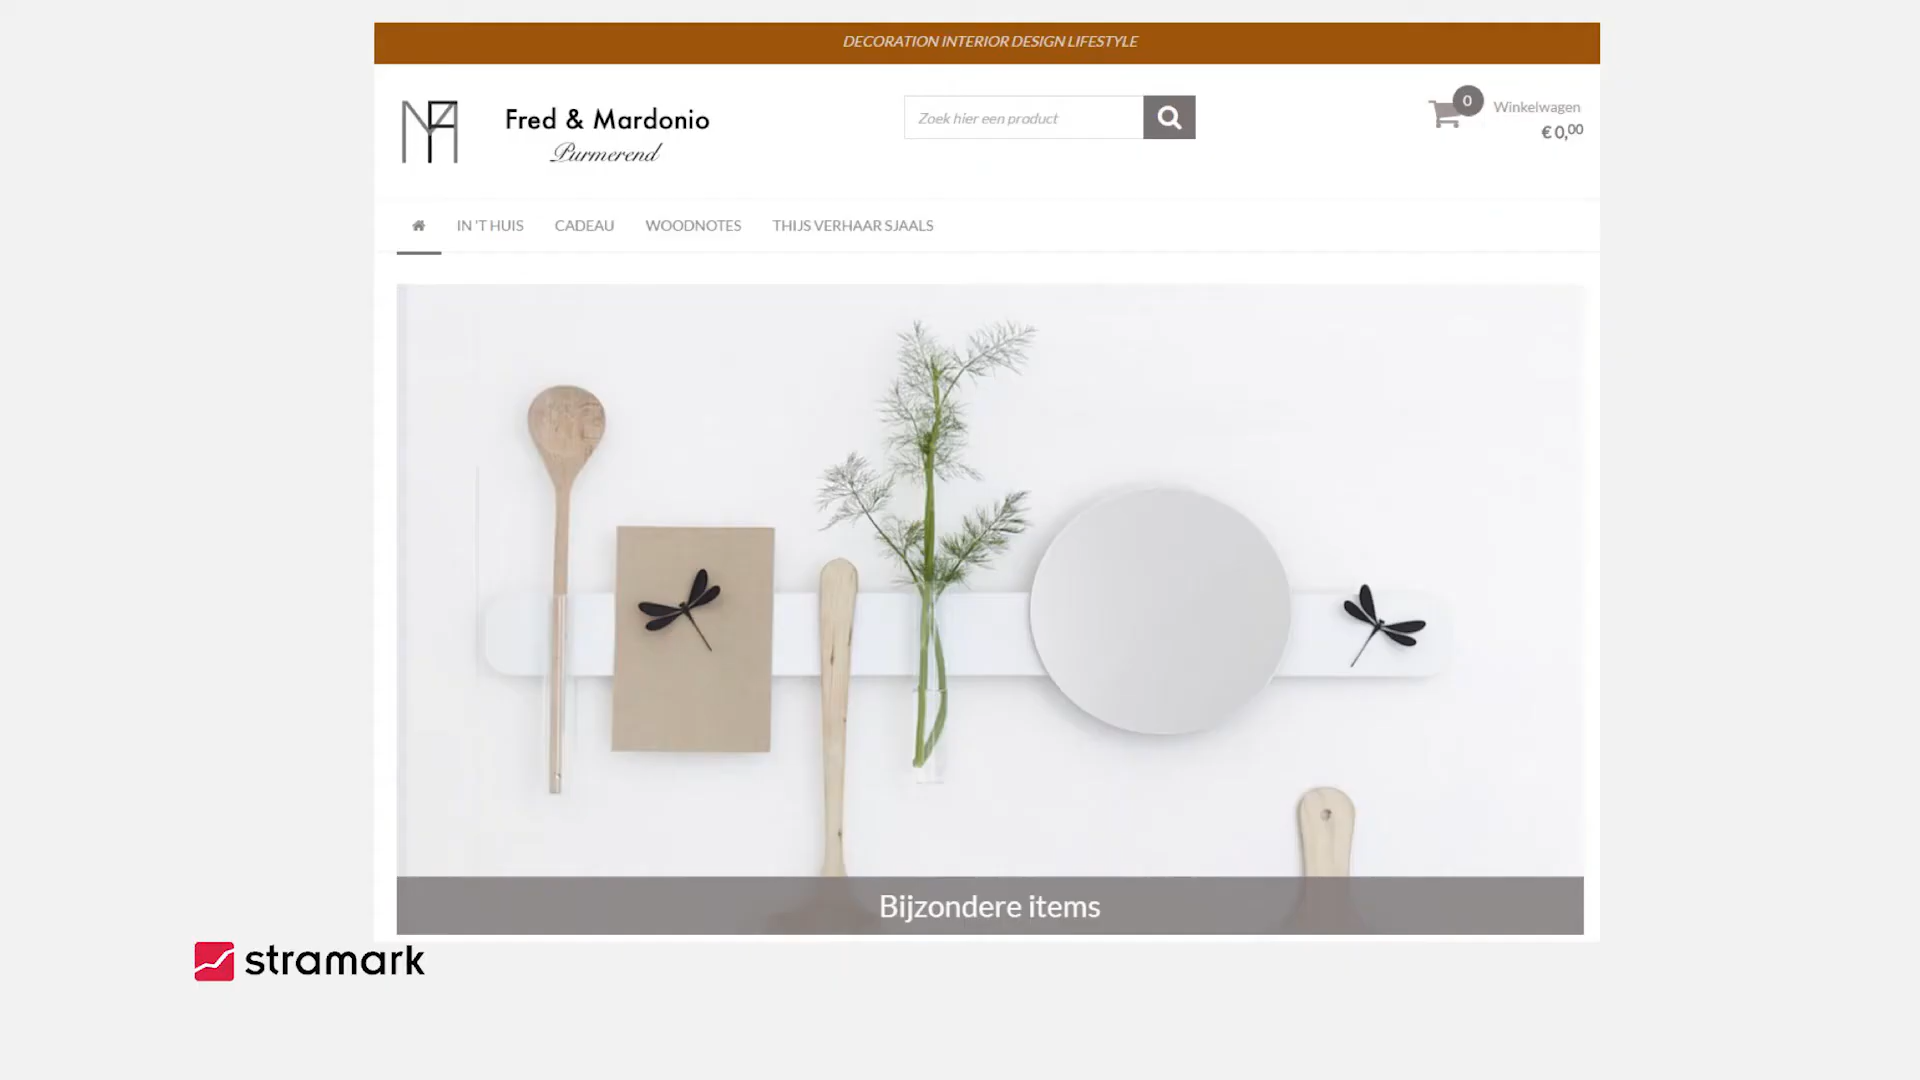 DECORATION INTERIOR DESIGN LIFESTYLE
Fred & Mardonio
Purmerend
Zoek hier een product
0
Winkelwagen
€ 0,00
IN 'T HUIS CADEAU WOODNOTES THIJS VERHAAR SJAALS
Bijzondere items
stramark